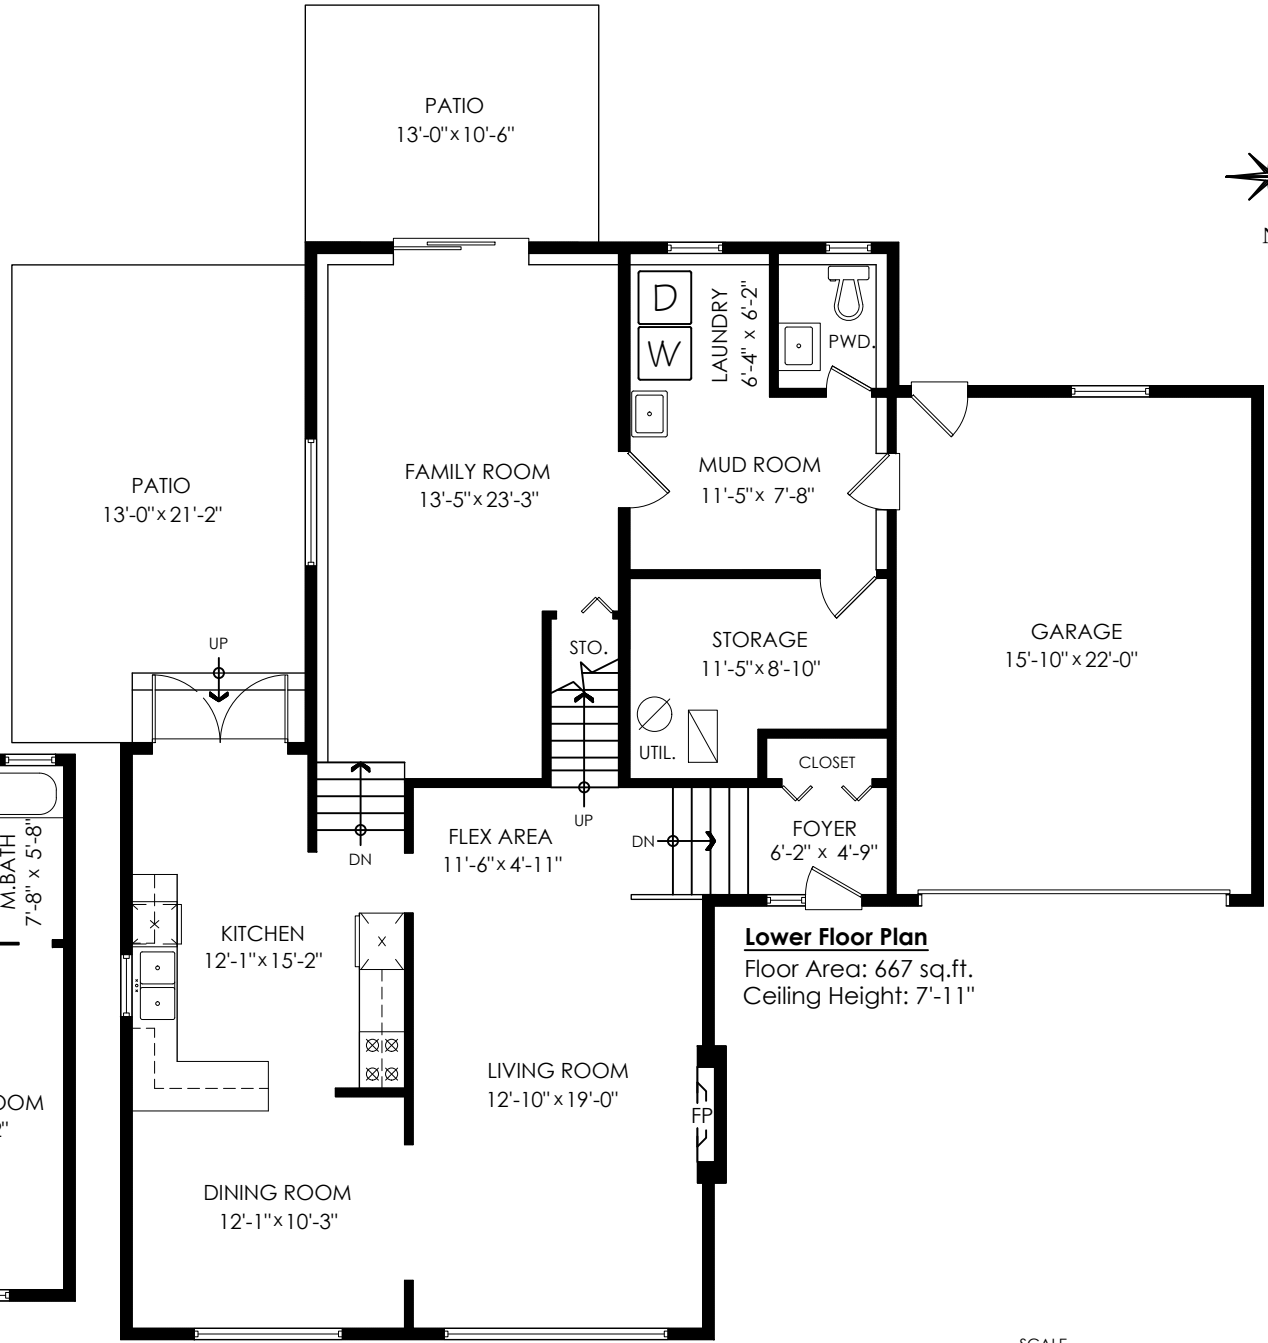 PATIO
13'-0"x10'-6"
N
D
W
LAUNDRY
6'-4" x 6'-2"
PWD.
FAMILY ROOM
13'-5"x23'-3"
MUD ROOM
11'-5"x 7'-8"
PATIO
13'-0"x21'-2"
UP
STO.
STORAGE
11'-5"x8'-10"
GARAGE
15'-10"x22'-0"
UTIL.
CLOSET
UP
FLEX AREA
11'-6"x4'-11"
DN
DN
FOYER
6'-2" x 4'-9"
M.BATH
7'-8" x 5'-8"
KITCHEN
12'-1"x15'-2"
Lower Floor Plan
Floor Area: 667 sq.ft.
Ceiling Height: 7'-11"
LIVING ROOM
12'-10"x19'-0"
FP
OOM
DINING ROOM
12'-1"x10'-3"
SCALE